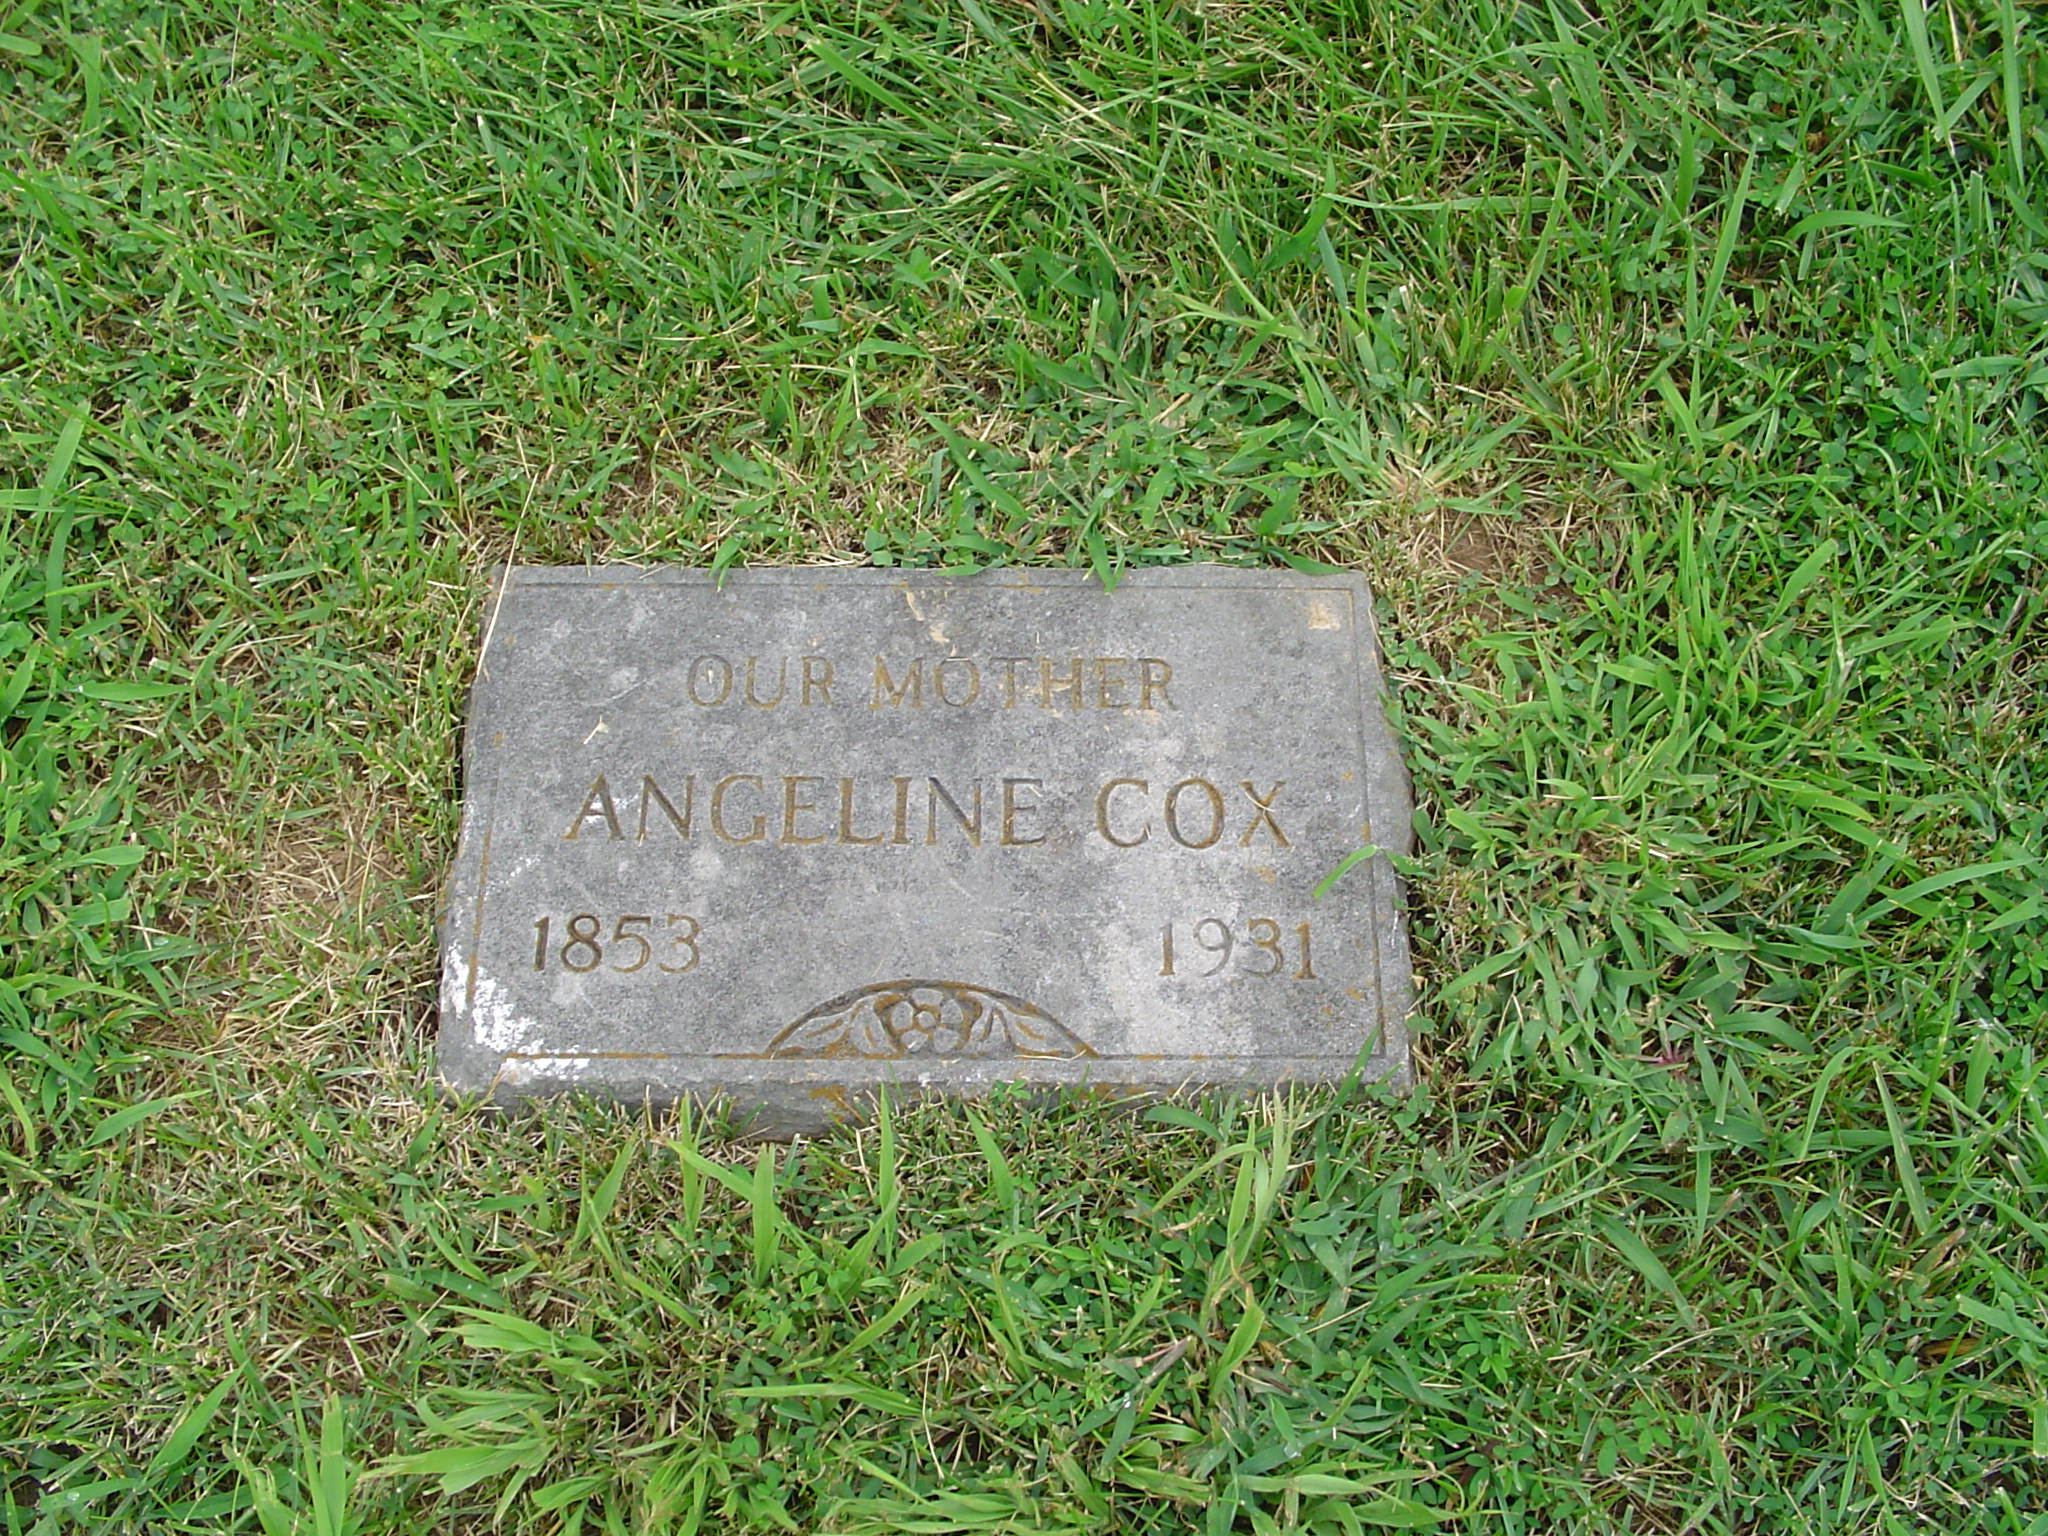 OUR MOTHER
ANGELINE COX
1853 1931